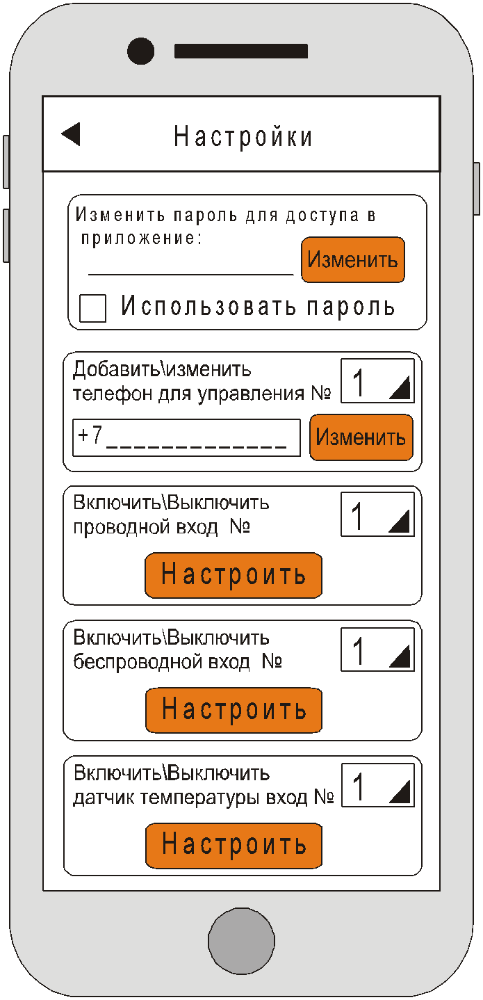 Настройки
Изменить пароль для доступа в
приложение:
Изменить
Использовать пароль
Добавить\изменить
телефон для управления №
1
+7_____________
Изменить
Включить\Выключить
проводной вход №
1
Настроить
Включить\Выключить
беспроводной вход №
1
Настроить
Включить\Выключить
датчик температуры вход №
1
Настроить